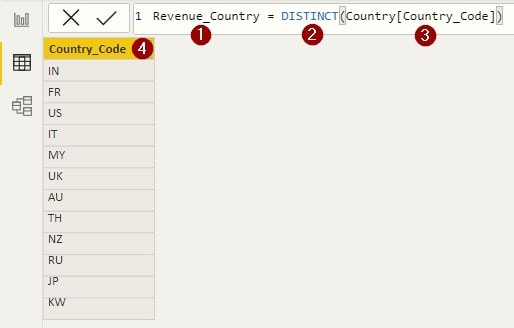 1 Revenue_Country = DISTINCT(Country[Country_Code])
1 2 3
Country_Code 4
IN
FR
US
IT
MY
UK
AU
TH
NZ
RU
JP
KW